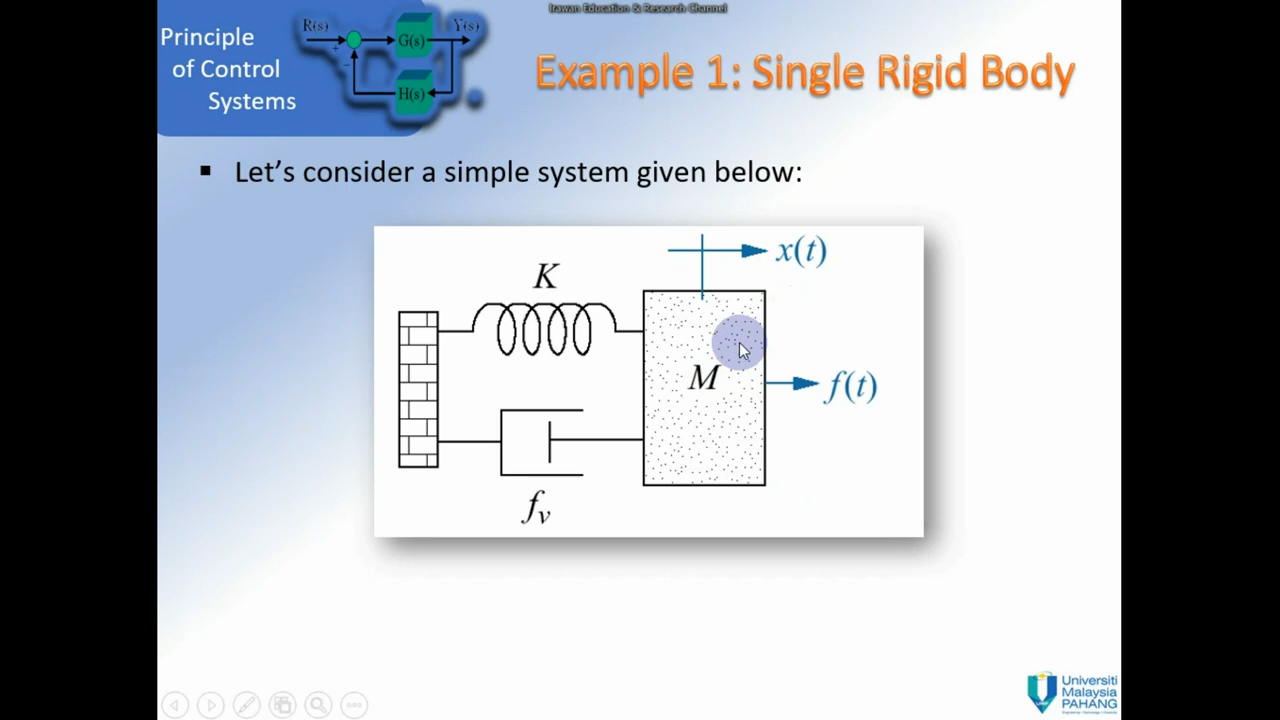 Irawan Education & Research Channel
Principle
of Control
Systems
R(s)
+
−
G(s)
Y(s)
H(s)
Example 1: Single Rigid Body
▪ Let’s consider a simple system given below:
x(t)
K
M
f(t)
fᵥ
Universiti
Malaysia
PAHANG